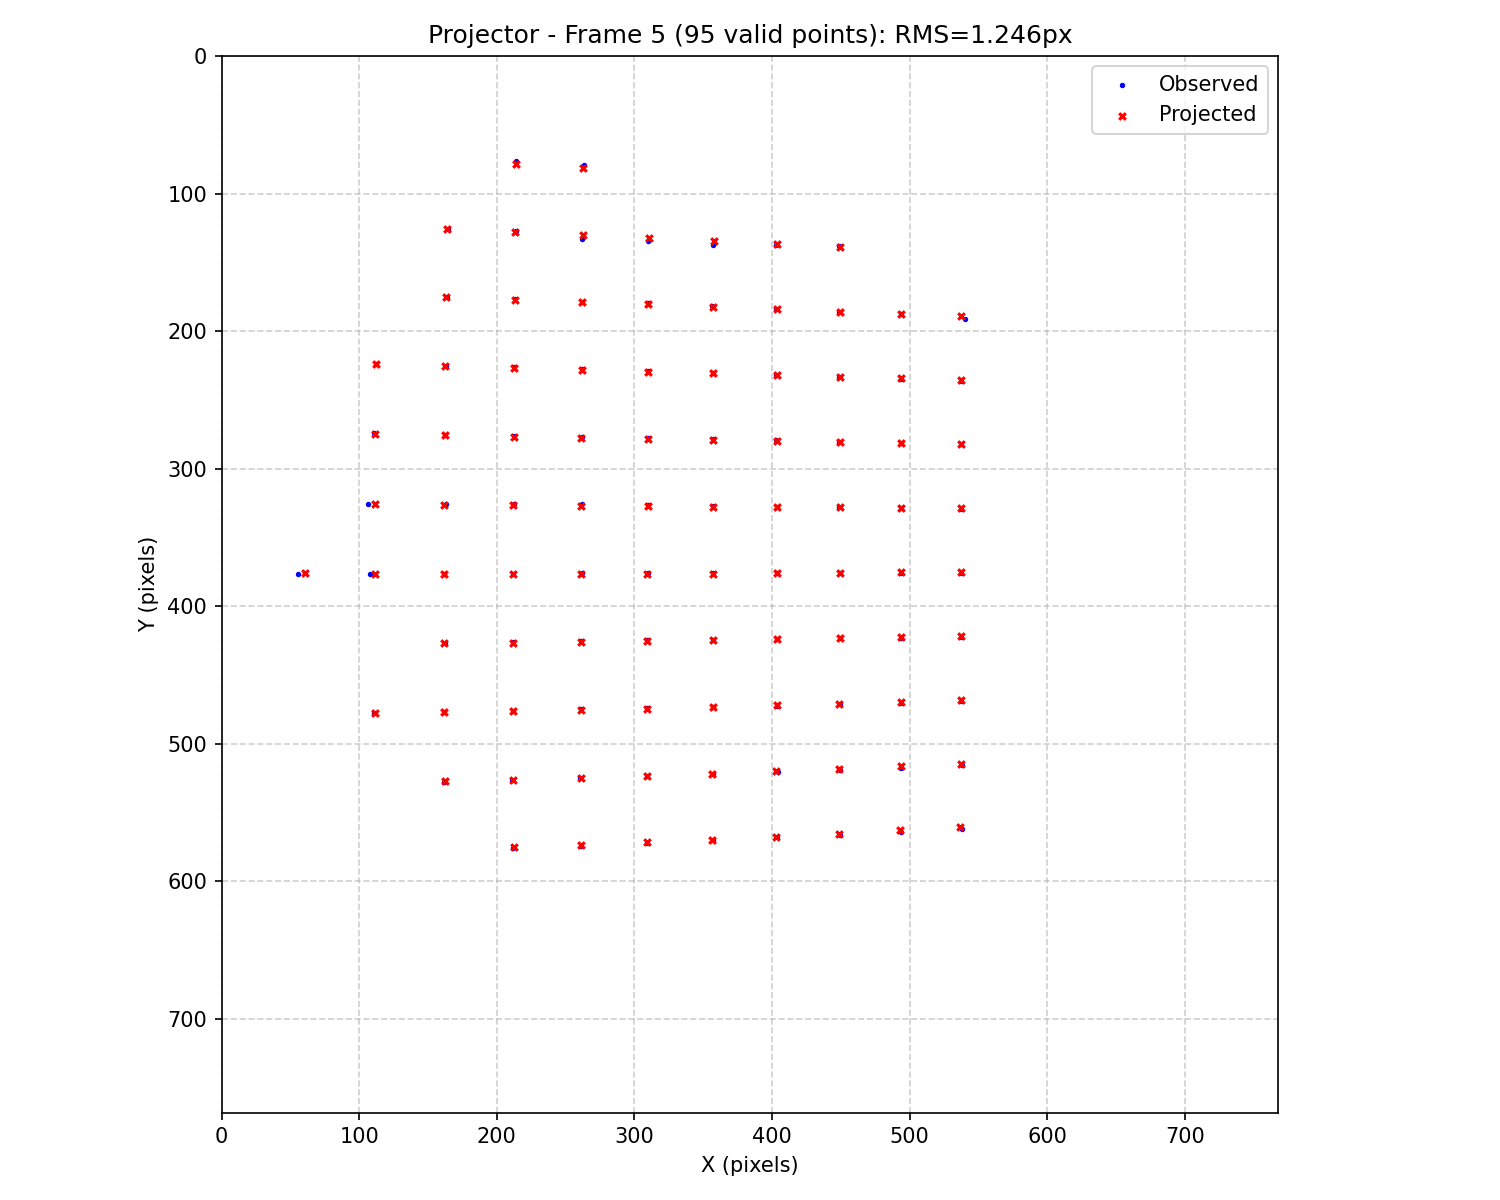 Projector - Frame 5 (95 valid points): RMS=1.246px
Observed
Projected
0
100
200
300
400
500
600
700
Y (pixels)
0 100 200 300 400 500 600 700
X (pixels)